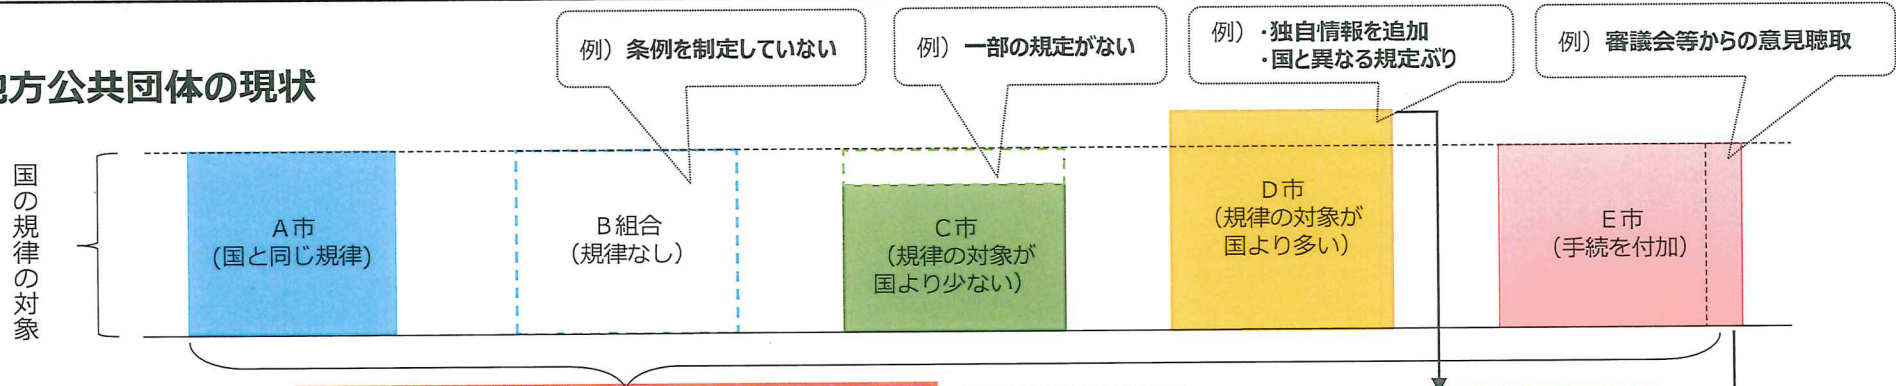 例）条例を制定していない
例）一部の規定がない
例）・独自情報を追加
・国と異なる規定ぶり
例）審議会等からの意見聴取
地方公共団体の現状
国の規律の対象
A市
(国と同じ規律)
B組合
（規律なし）
C市
（規律の対象が
国より少ない）
D市
（規律の対象が
国より多い）
E市
（手続を付加）